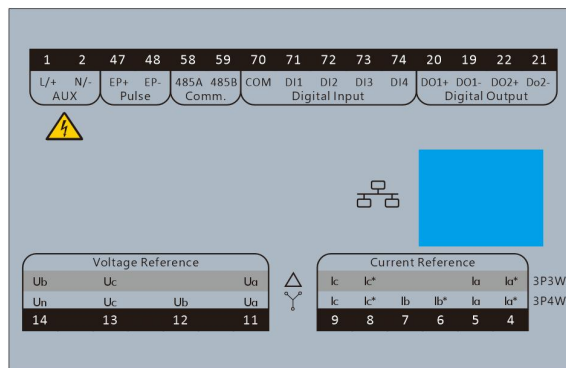 1 2 47 48 58 59 70 71 72 73 74 20 19 22 21
L/+ N/- EP+ EP- 485A 485B COM DI1 DI2 DI3 DI4 DO1+ DO1- DO2+ Do2-
AUX Pulse Comm. Digital Input Digital Output
Voltage Reference
Ub Uc Ua
Un Uc Ub Ua
14 13 12 11
Current Reference
Ic Ic* Ia Ia* 3P3W
Ic Ic* Ib Ib* Ia Ia* 3P4W
9 8 7 6 5 4